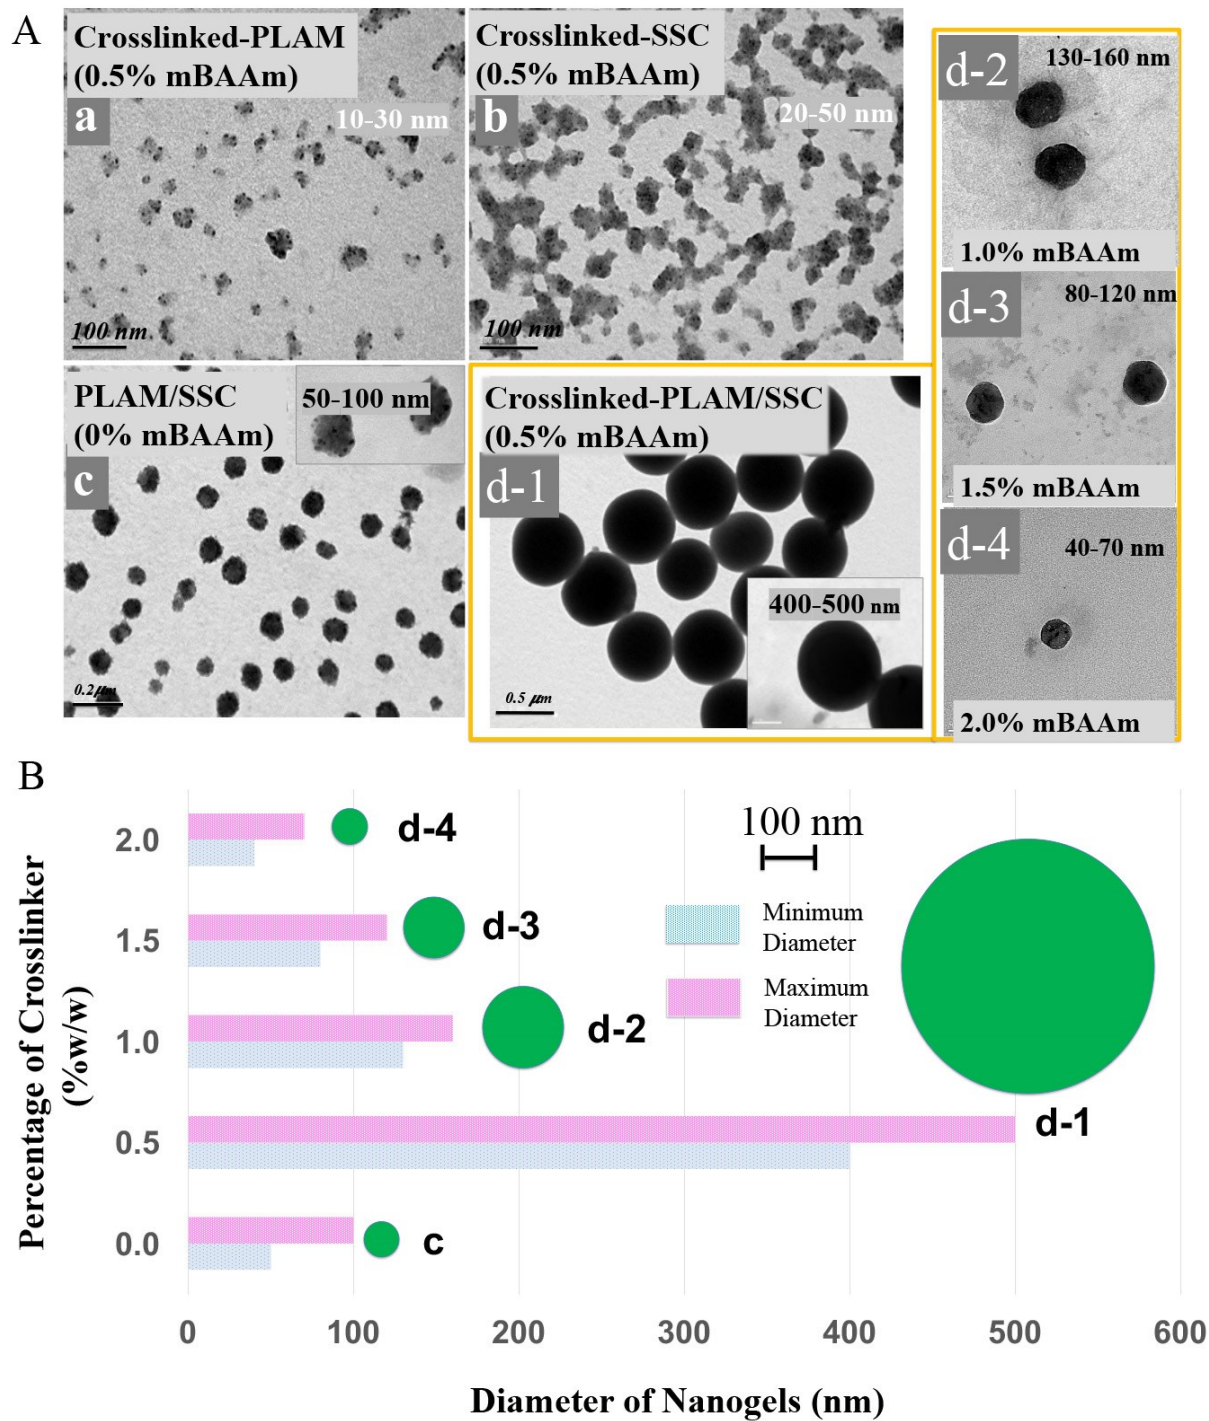 A
Crosslinked-PLAM
(0.5% mBAAm)
a
10-30 nm
100 nm
Crosslinked-SSC
(0.5% mBAAm)
b
20-50 nm
100 nm
d-2
130-160 nm
1.0% mBAAm
d-3
80-120 nm
1.5% mBAAm
d-4
40-70 nm
2.0% mBAAm
PLAM/SSC
(0% mBAAm)
50-100 nm
c
0.2 μm
Crosslinked-PLAM/SSC
(0.5% mBAAm)
d-1
400-500 nm
0.5 μm
B
Percentage of Crosslinker
(%w/w)
2.0
d-4
1.5
d-3
1.0
d-2
0.5
d-1
0.0
c
100 nm
Minimum
Diameter
Maximum
Diameter
0
100
200
300
400
500
600
Diameter of Nanogels (nm)